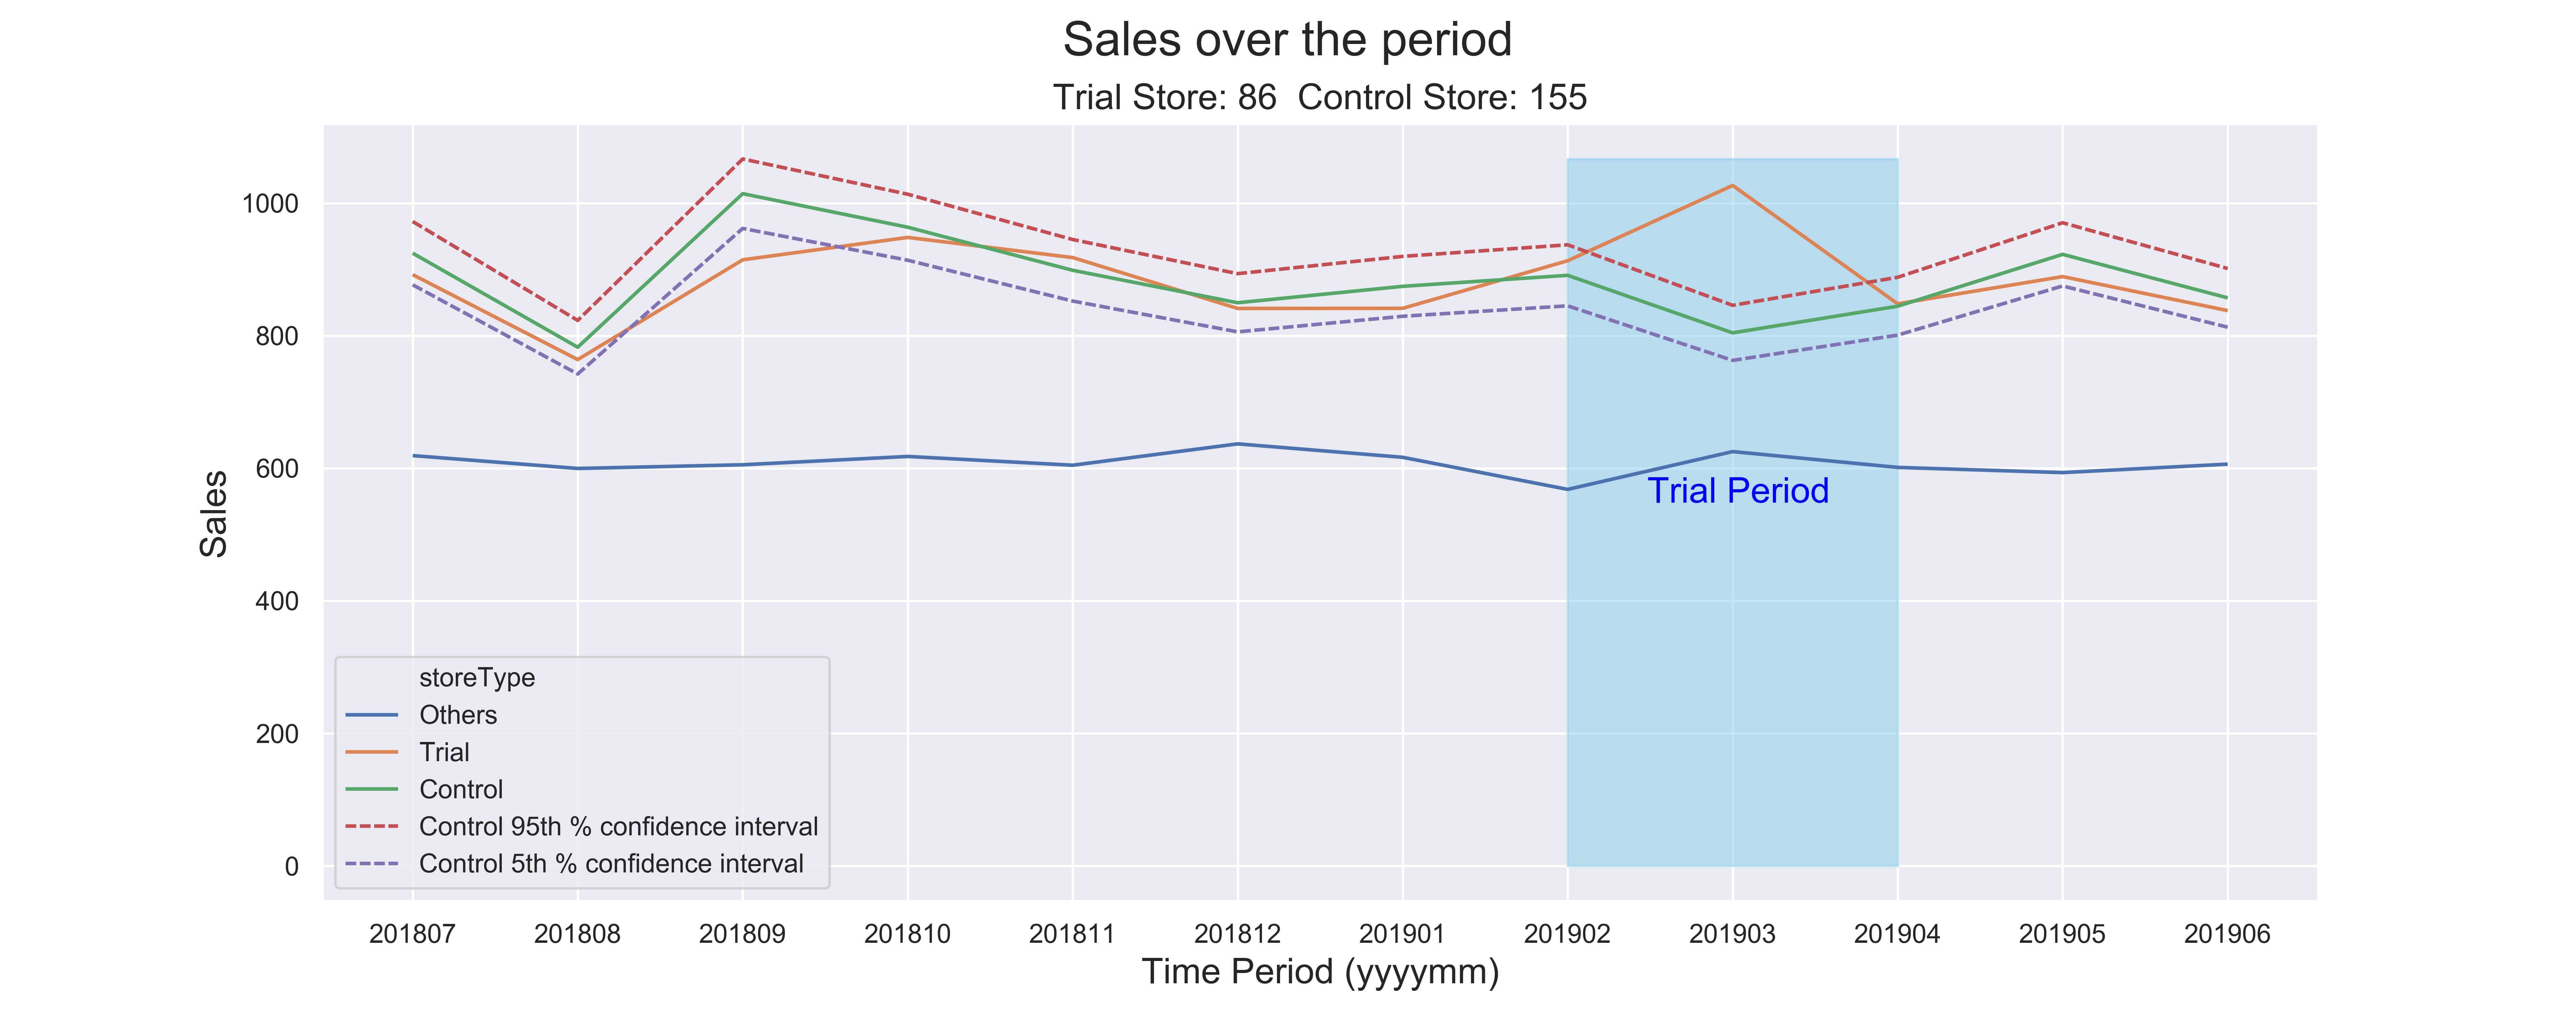 Sales over the period
Trial Store: 86  Control Store: 155
1000
800
600
400
200
0
Sales
Trial Period
storeType
Others
Trial
Control
Control 95th % confidence interval
Control 5th % confidence interval
201807 201808 201809 201810 201811 201812 201901 201902 201903 201904 201905 201906
Time Period (yyyymm)